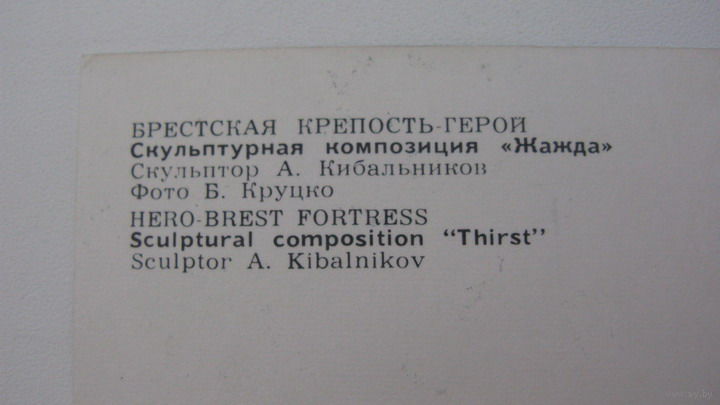 БРЕСТСКАЯ КРЕПОСТЬ-ГЕРОЙ
Скульптурная композиция «Жажда»
Скульптор А. Кибальников
Фото Б. Круцко
HERO-BREST FORTRESS
Sculptural composition “Thirst”
Sculptor A. Kibalnikov